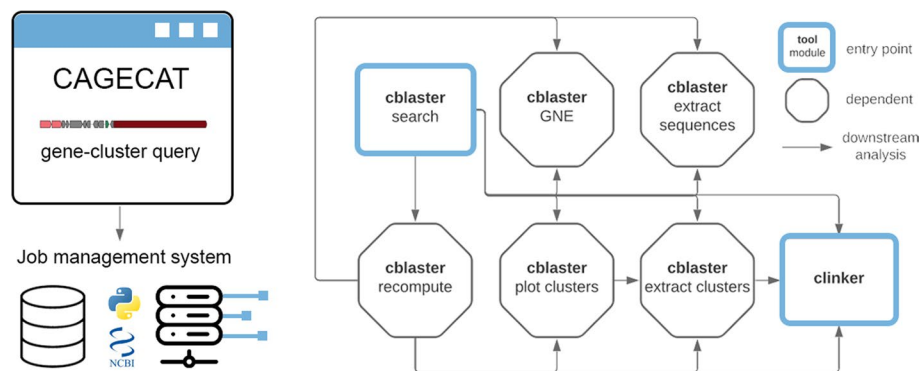 CAGECAT
gene-cluster query
Job management system
NCBI
cblaster
search
cblaster
GNE
cblaster
extract
sequences
cblaster
recompute
cblaster
plot clusters
cblaster
extract clusters
clinker
tool
module
entry point
dependent
downstream
analysis